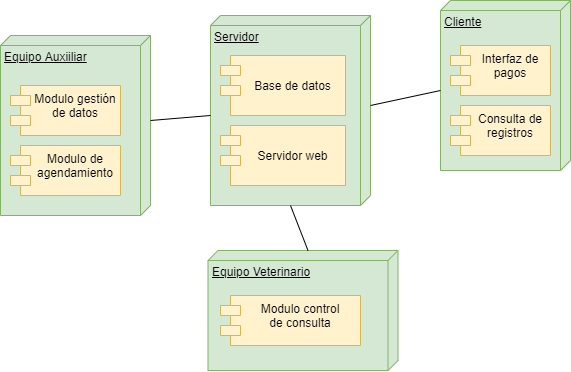 Equipo Auxiiliar
Modulo gestión
de datos
Modulo de
agendamiento
Servidor
Base de datos
Servidor web
Cliente
Interfaz de
pagos
Consulta de
registros
Equipo Veterinario
Modulo control
de consulta